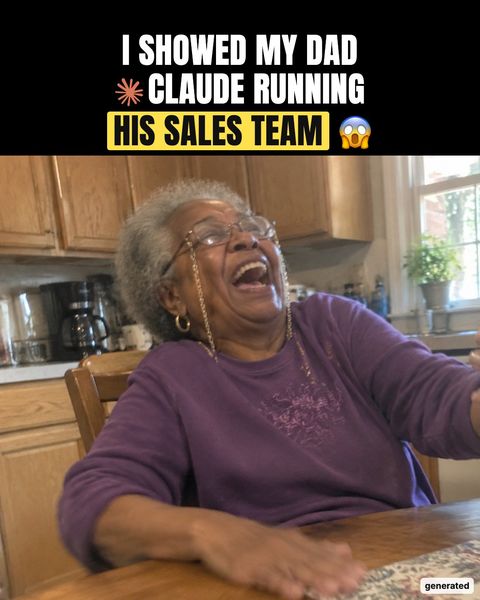 I SHOWED MY DAD
CLAUDE RUNNING
HIS SALES TEAM 😱
generated